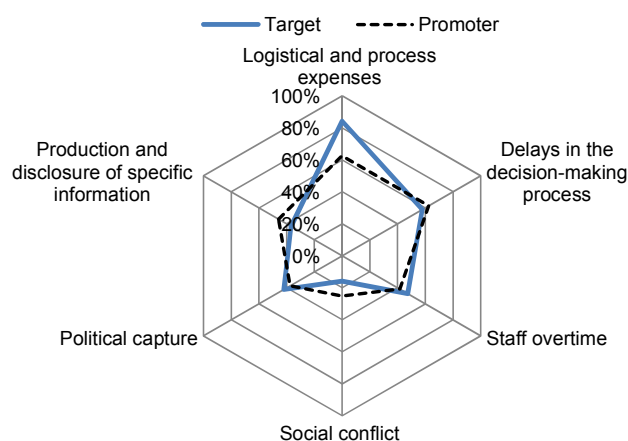 Target
Promoter
Logistical and process
expenses
100%
80%
60%
40%
20%
0%
Delays in the
decision-making
process
Staff overtime
Social conflict
Political capture
Production and
disclosure of specific
information